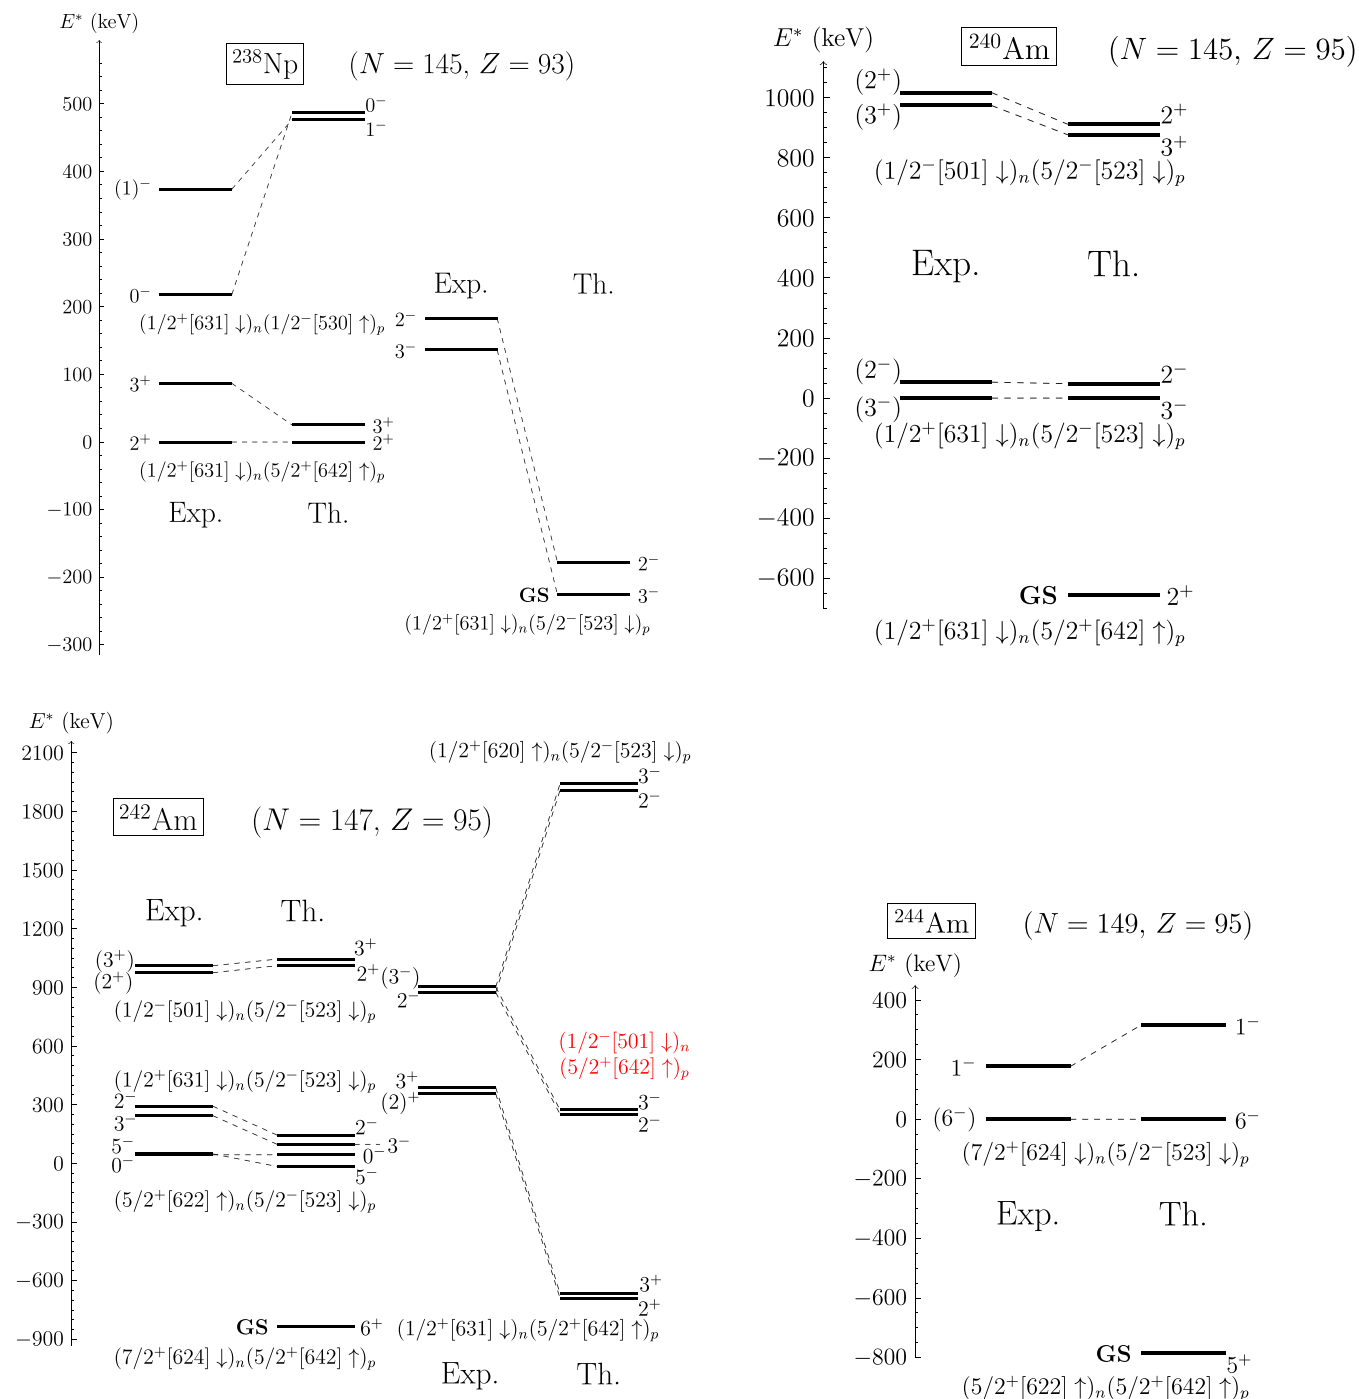 E* (keV)
²³⁸Np (N = 145, Z = 93)
500
400
300
200
100
0
−100
−200
−300
0⁻
1⁻
(1)⁻
0⁻
(1/2⁺[631] ↓)ₙ(1/2⁻[530] ↑)ₚ
3⁺
3⁺
2⁺
2⁺
(1/2⁺[631] ↓)ₙ(5/2⁺[642] ↑)ₚ
Exp. Th.
Exp. Th.
2⁻
3⁻
2⁻
GS 3⁻
(1/2⁺[631] ↓)ₙ(5/2⁻[523] ↓)ₚ
E* (keV)
²⁴⁰Am (N = 145, Z = 95)
1000
800
600
400
200
0
−200
−400
−600
(2⁺)
(3⁺)
2⁺
3⁺
(1/2⁻[501] ↓)ₙ(5/2⁻[523] ↓)ₚ
Exp. Th.
(2⁻) 2⁻
(3⁻) 3⁻
(1/2⁺[631] ↓)ₙ(5/2⁻[523] ↓)ₚ
GS 2⁺
(1/2⁺[631] ↓)ₙ(5/2⁺[642] ↑)ₚ
E* (keV)
²⁴²Am (N = 147, Z = 95)
2100
1800
1500
1200
900
600
300
0
−300
−600
−900
Exp. Th.
(3⁺) 3⁺
(2⁺) 2⁺
(1/2⁻[501] ↓)ₙ(5/2⁻[523] ↓)ₚ
(1/2⁺[631] ↓)ₙ(5/2⁻[523] ↓)ₚ
2⁻ 2⁻
3⁻ 3⁻
5⁻ 0⁻
0⁻ 5⁻
(5/2⁺[622] ↑)ₙ(5/2⁻[523] ↓)ₚ
GS 6⁺
(7/2⁺[624] ↓)ₙ(5/2⁺[642] ↑)ₚ
(1/2⁺[620] ↑)ₙ(5/2⁻[523] ↓)ₚ
3⁻
2⁻
(3⁻)
2⁻
(1/2⁻[501] ↓)ₙ
(5/2⁺[642] ↑)ₚ
3⁻
2⁻
3⁺
(2)⁺
3⁺
2⁺
(1/2⁺[631] ↓)ₙ(5/2⁺[642] ↑)ₚ
Exp. Th.
²⁴⁴Am (N = 149, Z = 95)
E* (keV)
400
200
0
−200
−400
−600
−800
1⁻
1⁻
(6⁻) 6⁻
(7/2⁺[624] ↓)ₙ(5/2⁻[523] ↓)ₚ
Exp. Th.
GS 5⁺
(5/2⁺[622] ↑)ₙ(5/2⁺[642] ↑)ₚ